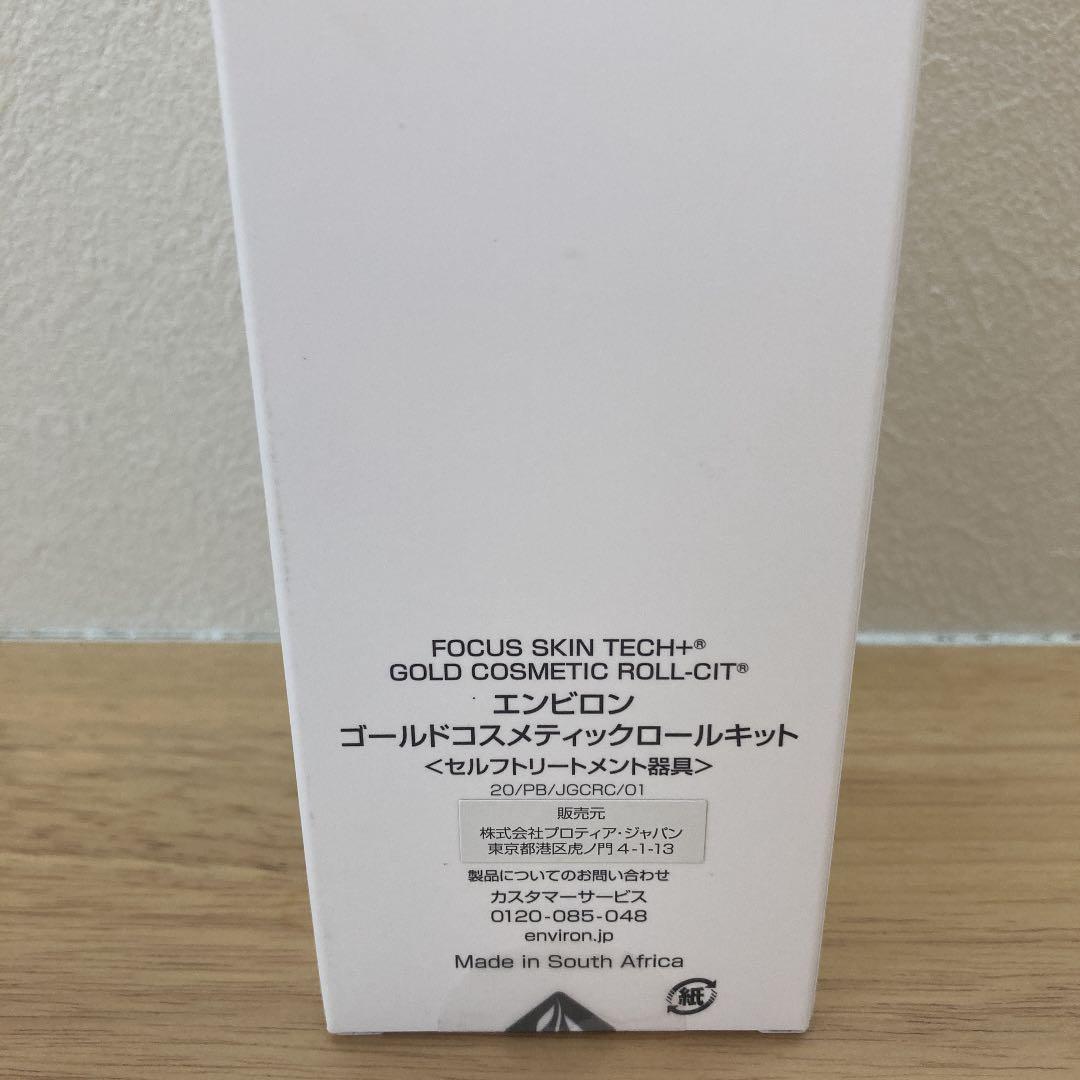 FOCUS SKIN TECH+®
GOLD COSMETIC ROLL-CIT®
エンビロン
ゴールドコスメティックロールキット
<セルフトリートメント器具>
20/PB/JGCRC/01
販売元
株式会社プロティア・ジャパン
東京都港区虎ノ門 4-1-13
製品についてのお問い合わせ
カスタマーサービス
0120-085-048
environ.jp
Made in South Africa
紙